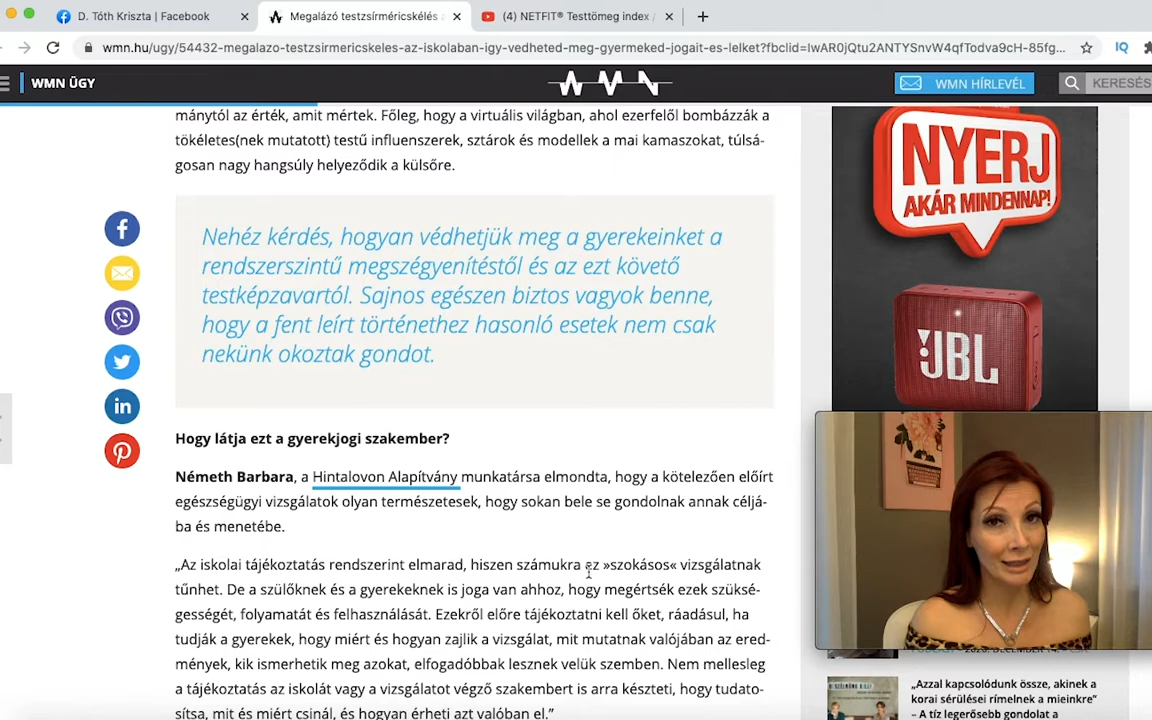 D. Tóth Kriszta | Facebook
Megalázó testzsírméricskélés a
(4) NETFIT® Testtömeg index /
wmn.hu/ugy/54432-megalazo-testzsirmericskeles-az-iskolaban-igy-vedheted-meg-gyermeked-jogait-es-lelket?fbclid=IwAR0jQtu2ANTYSnvW4qfTodva9cH-85fg...
IQ
WMN ÜGY
WMN
WMN HÍRLEVÉL
KERESÉS
mánytól az érték, amit mértek. Főleg, hogy a virtuális világban, ahol ezerfelől bombázzák a
tökéletes(nek mutatott) testű influenszerek, sztárok és modellek a mai kamaszokat, túlsá-
gosan nagy hangsúly helyeződik a külsőre.
Nehéz kérdés, hogyan védhetjük meg a gyerekeinket a
rendszerszintű megszégyenítéstől és az ezt követő
testképzavartól. Sajnos egészen biztos vagyok benne,
hogy a fent leírt történethez hasonló esetek nem csak
nekünk okoztak gondot.
Hogy látja ezt a gyerekjogi szakember?
Németh Barbara, a Hintalovon Alapítvány munkatársa elmondta, hogy a kötelezően előírt
egészségügyi vizsgálatok olyan természetesek, hogy sokan bele se gondolnak annak céljá-
ba és menetébe.
„Az iskolai tájékoztatás rendszerint elmarad, hiszen számukra ez »szokásos« vizsgálatnak
tűnhet. De a szülőknek és a gyerekeknek is joga van ahhoz, hogy megértsék ezek szüksé-
gességét, folyamatát és felhasználását. Ezekről előre tájékoztatni kell őket, ráadásul, ha
tudják a gyerekek, hogy miért és hogyan zajlik a vizsgálat, mit mutatnak valójában az ered-
mények, kik ismerhetik meg azokat, elfogadóbbak lesznek velük szemben. Nem mellesleg
a tájékoztatás az iskolát vagy a vizsgálatot végző szakembert is arra készteti, hogy tudato-
sítsa, mit és miért csinál, és hogyan érheti azt valóban el.”
NYERJ
AKÁR MINDENNAP!
JBL
„Azzal kapcsolódunk össze, akinek a
korai sérülései rímelnek a mieinkre”
– A tíz legerősebb gondolat a